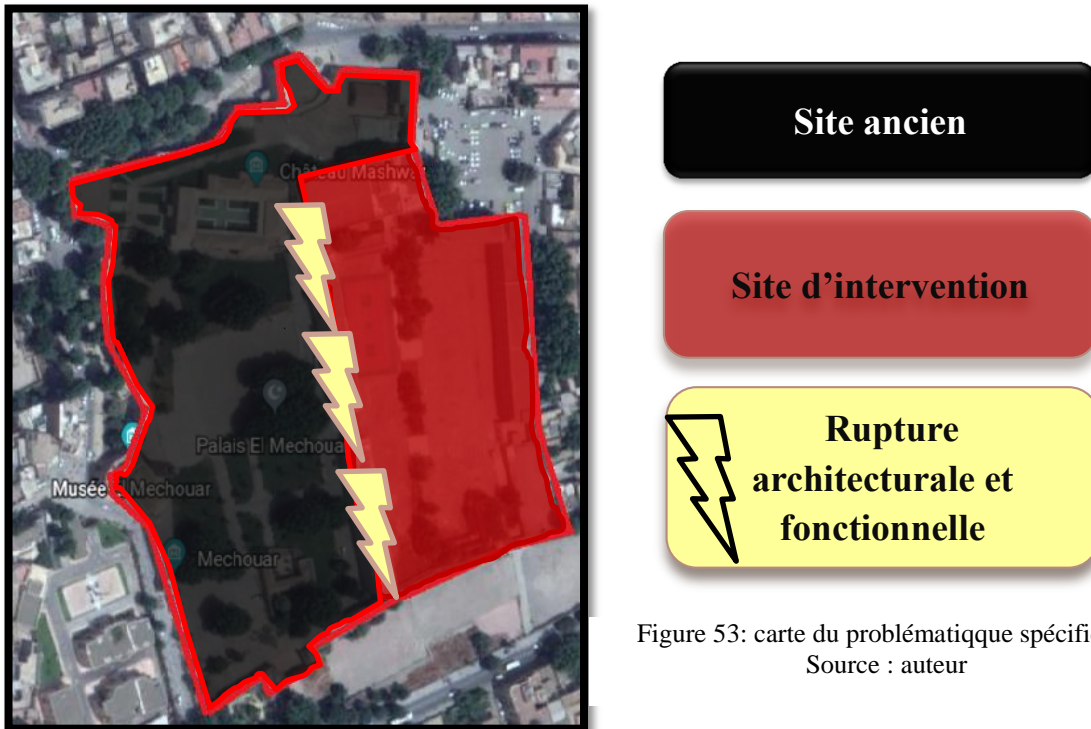 Château Mashwa
Palais El Mechoua
Musée El Mechouar
Mechouar
Site ancien
Site d'intervention
Rupture
architecturale et
fonctionnelle
Figure 53: carte du problématiqque spécifi
Source : auteur